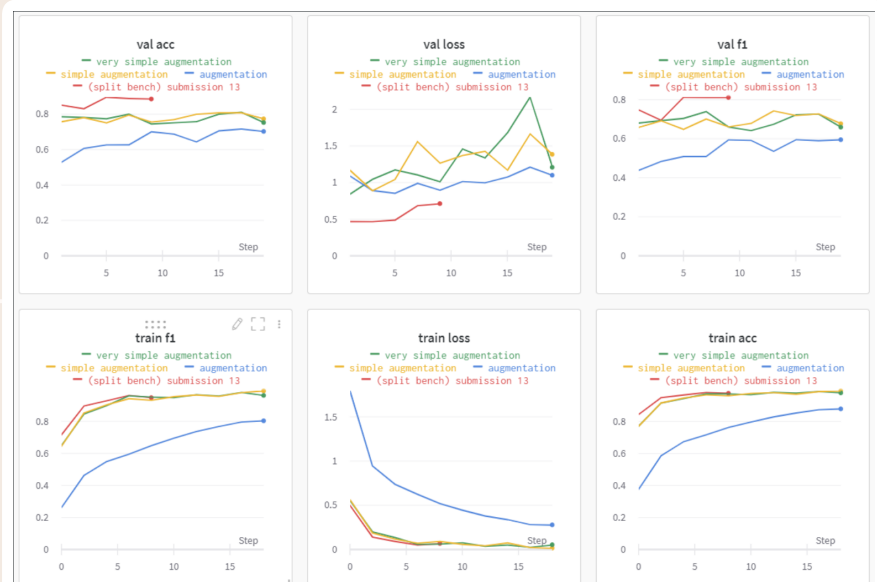 val acc
very simple augmentation
simple augmentation augmentation
(split bench) submission 13
0.8
0.6
0.4
0.2
0
Step
5 10 15
val loss
very simple augmentation
simple augmentation augmentation
(split bench) submission 13
2
1.5
1
0.5
0
Step
5 10 15
val f1
very simple augmentation
simple augmentation augmentation
(split bench) submission 13
0.8
0.6
0.4
0.2
0
Step
5 10 15
train f1
very simple augmentation
simple augmentation augmentation
(split bench) submission 13
0.8
0.6
0.4
0.2
0
Step
0 5 10 15
train loss
very simple augmentation
simple augmentation augmentation
(split bench) submission 13
1.5
1
0.5
0
Step
0 5 10 15
train acc
very simple augmentation
simple augmentation augmentation
(split bench) submission 13
0.8
0.6
0.4
0.2
0
Step
0 5 10 15